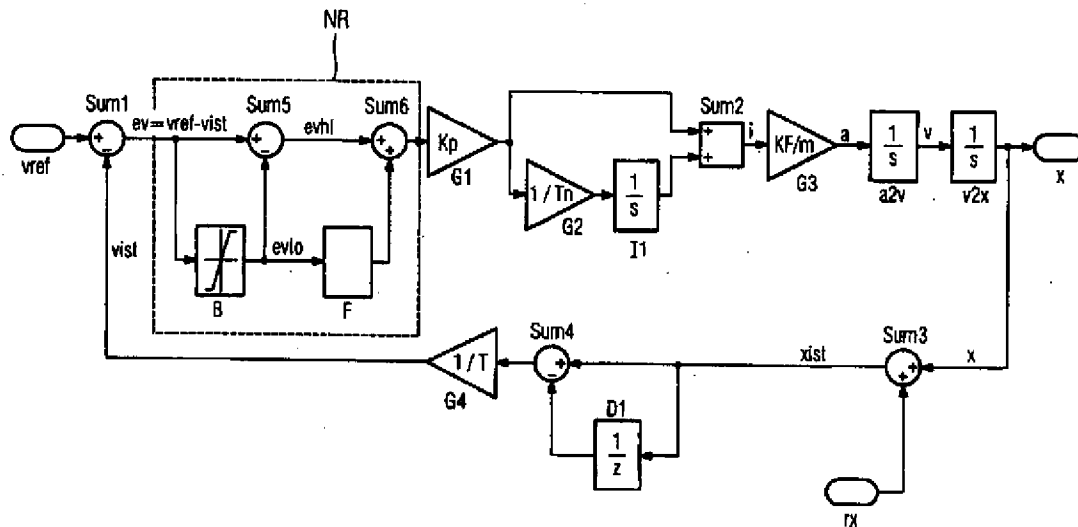 NR
Sum1
ev=vref-vist
Sum5
evhi
Sum6
Sum2
vref
Kp
G1
i
KF/m
G3
a
1
s
a2v
v
1
s
v2x
x
1/Tn
G2
1
s
I1
vist
B
evlo
F
1/T
G4
Sum4
xist
Sum3
x
D1
1
z
rx